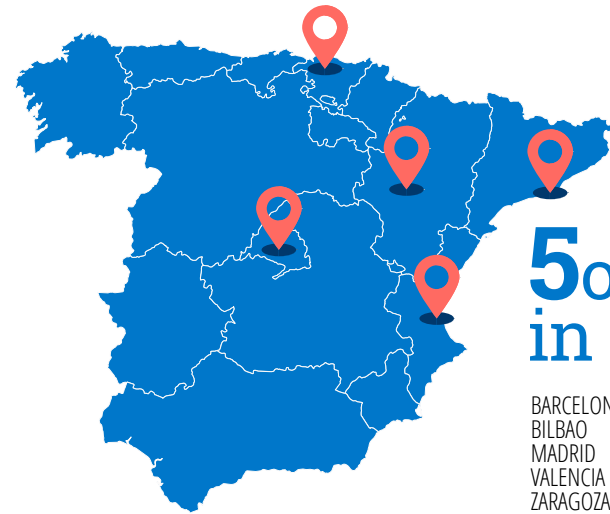 5o
in
BARCELON
BILBAO
MADRID
VALENCIA
ZARAGOZA